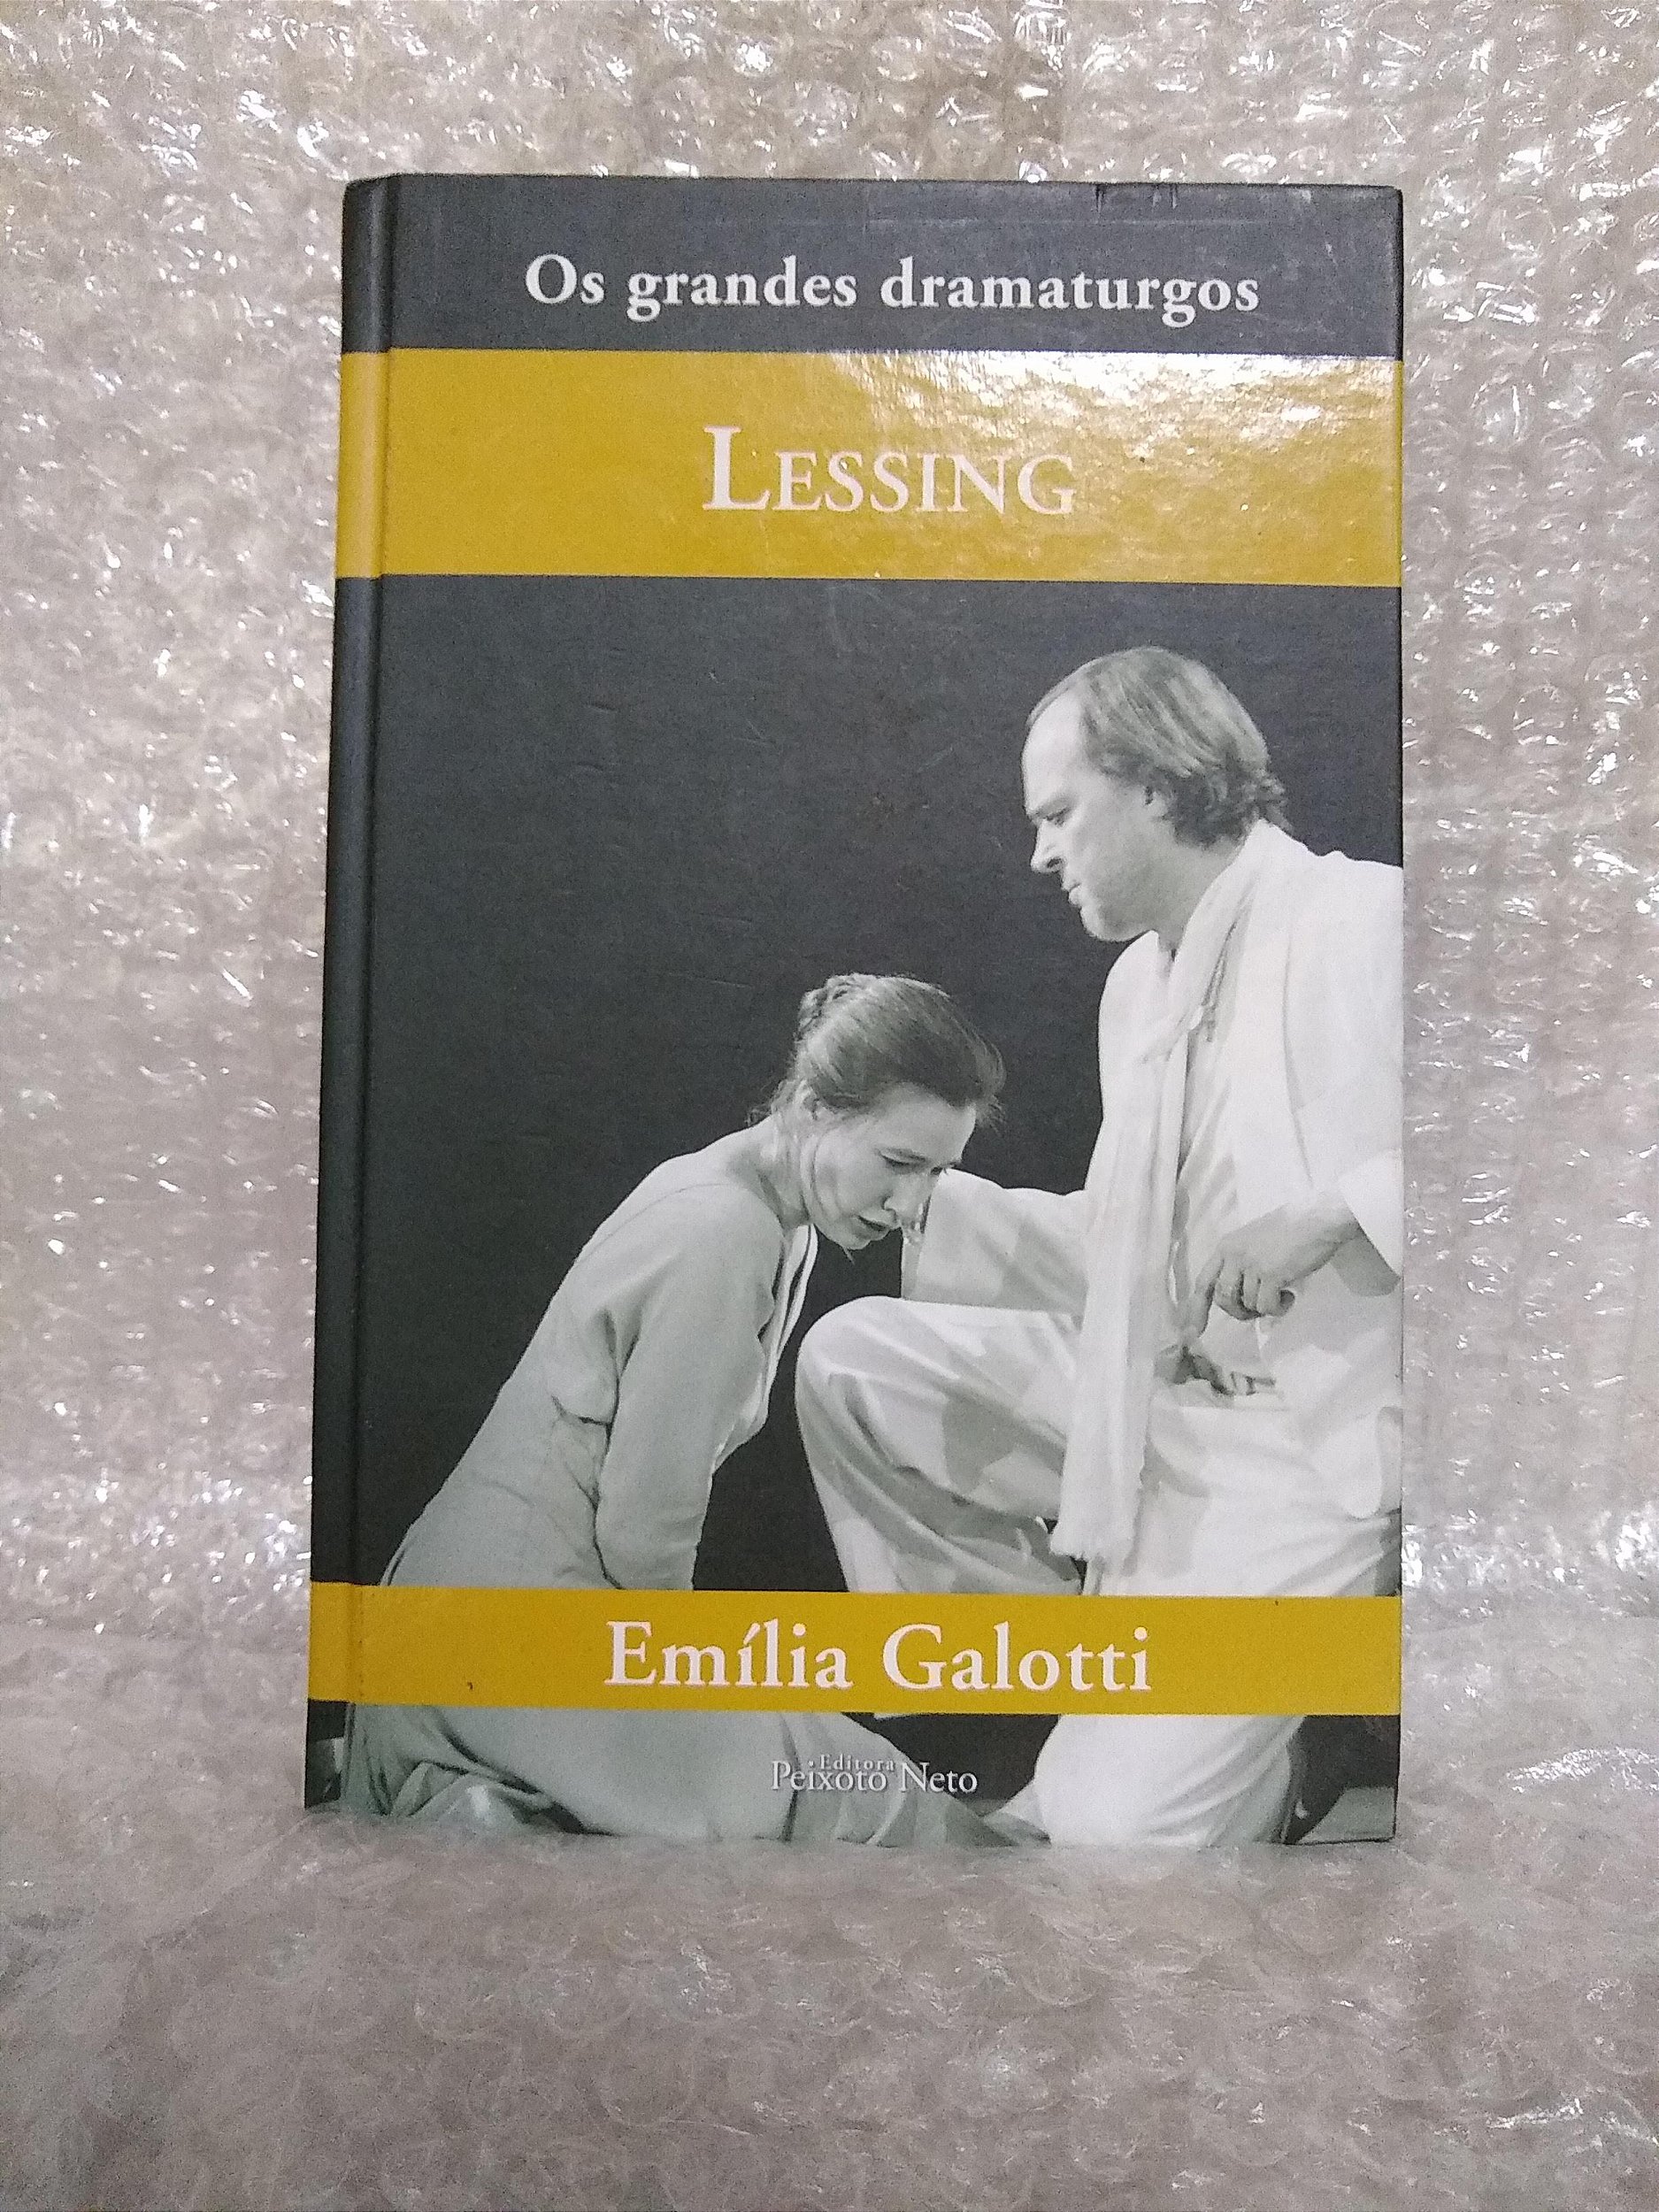 Os grandes dramaturgos
LESSING
Emília Galotti
Editora
Peixoto Neto